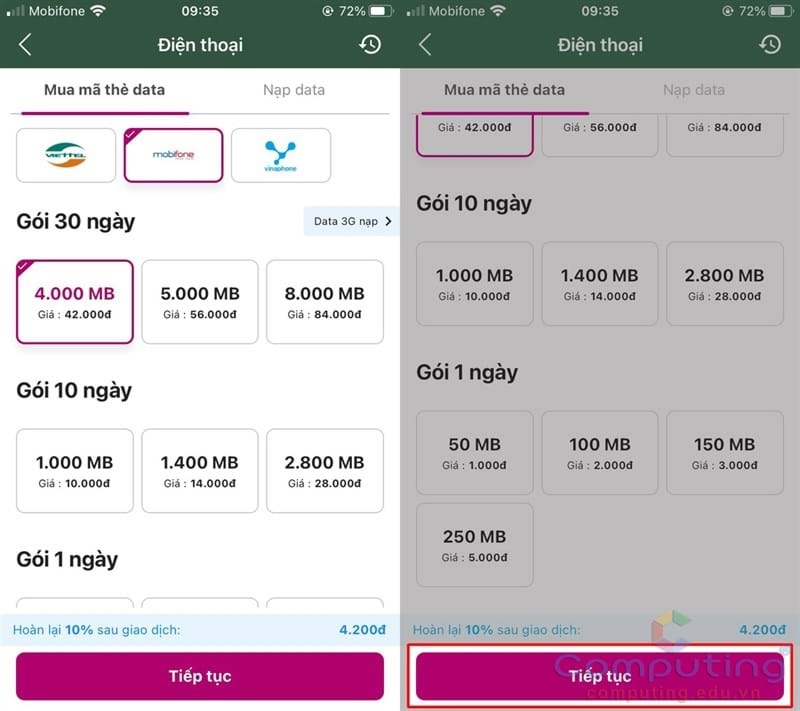 Mobifone 09:35 72%
Điện thoại
Mua mã thẻ data Nạp data
VIETTEL mobifone vinaphone
Gói 30 ngày Data 3G nạp
4.000 MB 5.000 MB 8.000 MB
Giá : 42.000đ Giá : 56.000đ Giá : 84.000đ
Gói 10 ngày
1.000 MB 1.400 MB 2.800 MB
Giá : 10.000đ Giá : 14.000đ Giá : 28.000đ
Gói 1 ngày
Hoàn lại 10% sau giao dịch: 4.200đ
Tiếp tục
Mobifone 09:35 72%
Điện thoại
Mua mã thẻ data Nạp data
Giá : 42.000đ Giá : 56.000đ Giá : 84.000đ
Gói 10 ngày
1.000 MB 1.400 MB 2.800 MB
Giá : 10.000đ Giá : 14.000đ Giá : 28.000đ
Gói 1 ngày
50 MB 100 MB 150 MB
Giá : 1.000đ Giá : 2.000đ Giá : 3.000đ
250 MB
Giá : 5.000đ
Hoàn lại 10% sau giao dịch: 4.200đ
Tiếp tục
Computing
computing.edu.vn